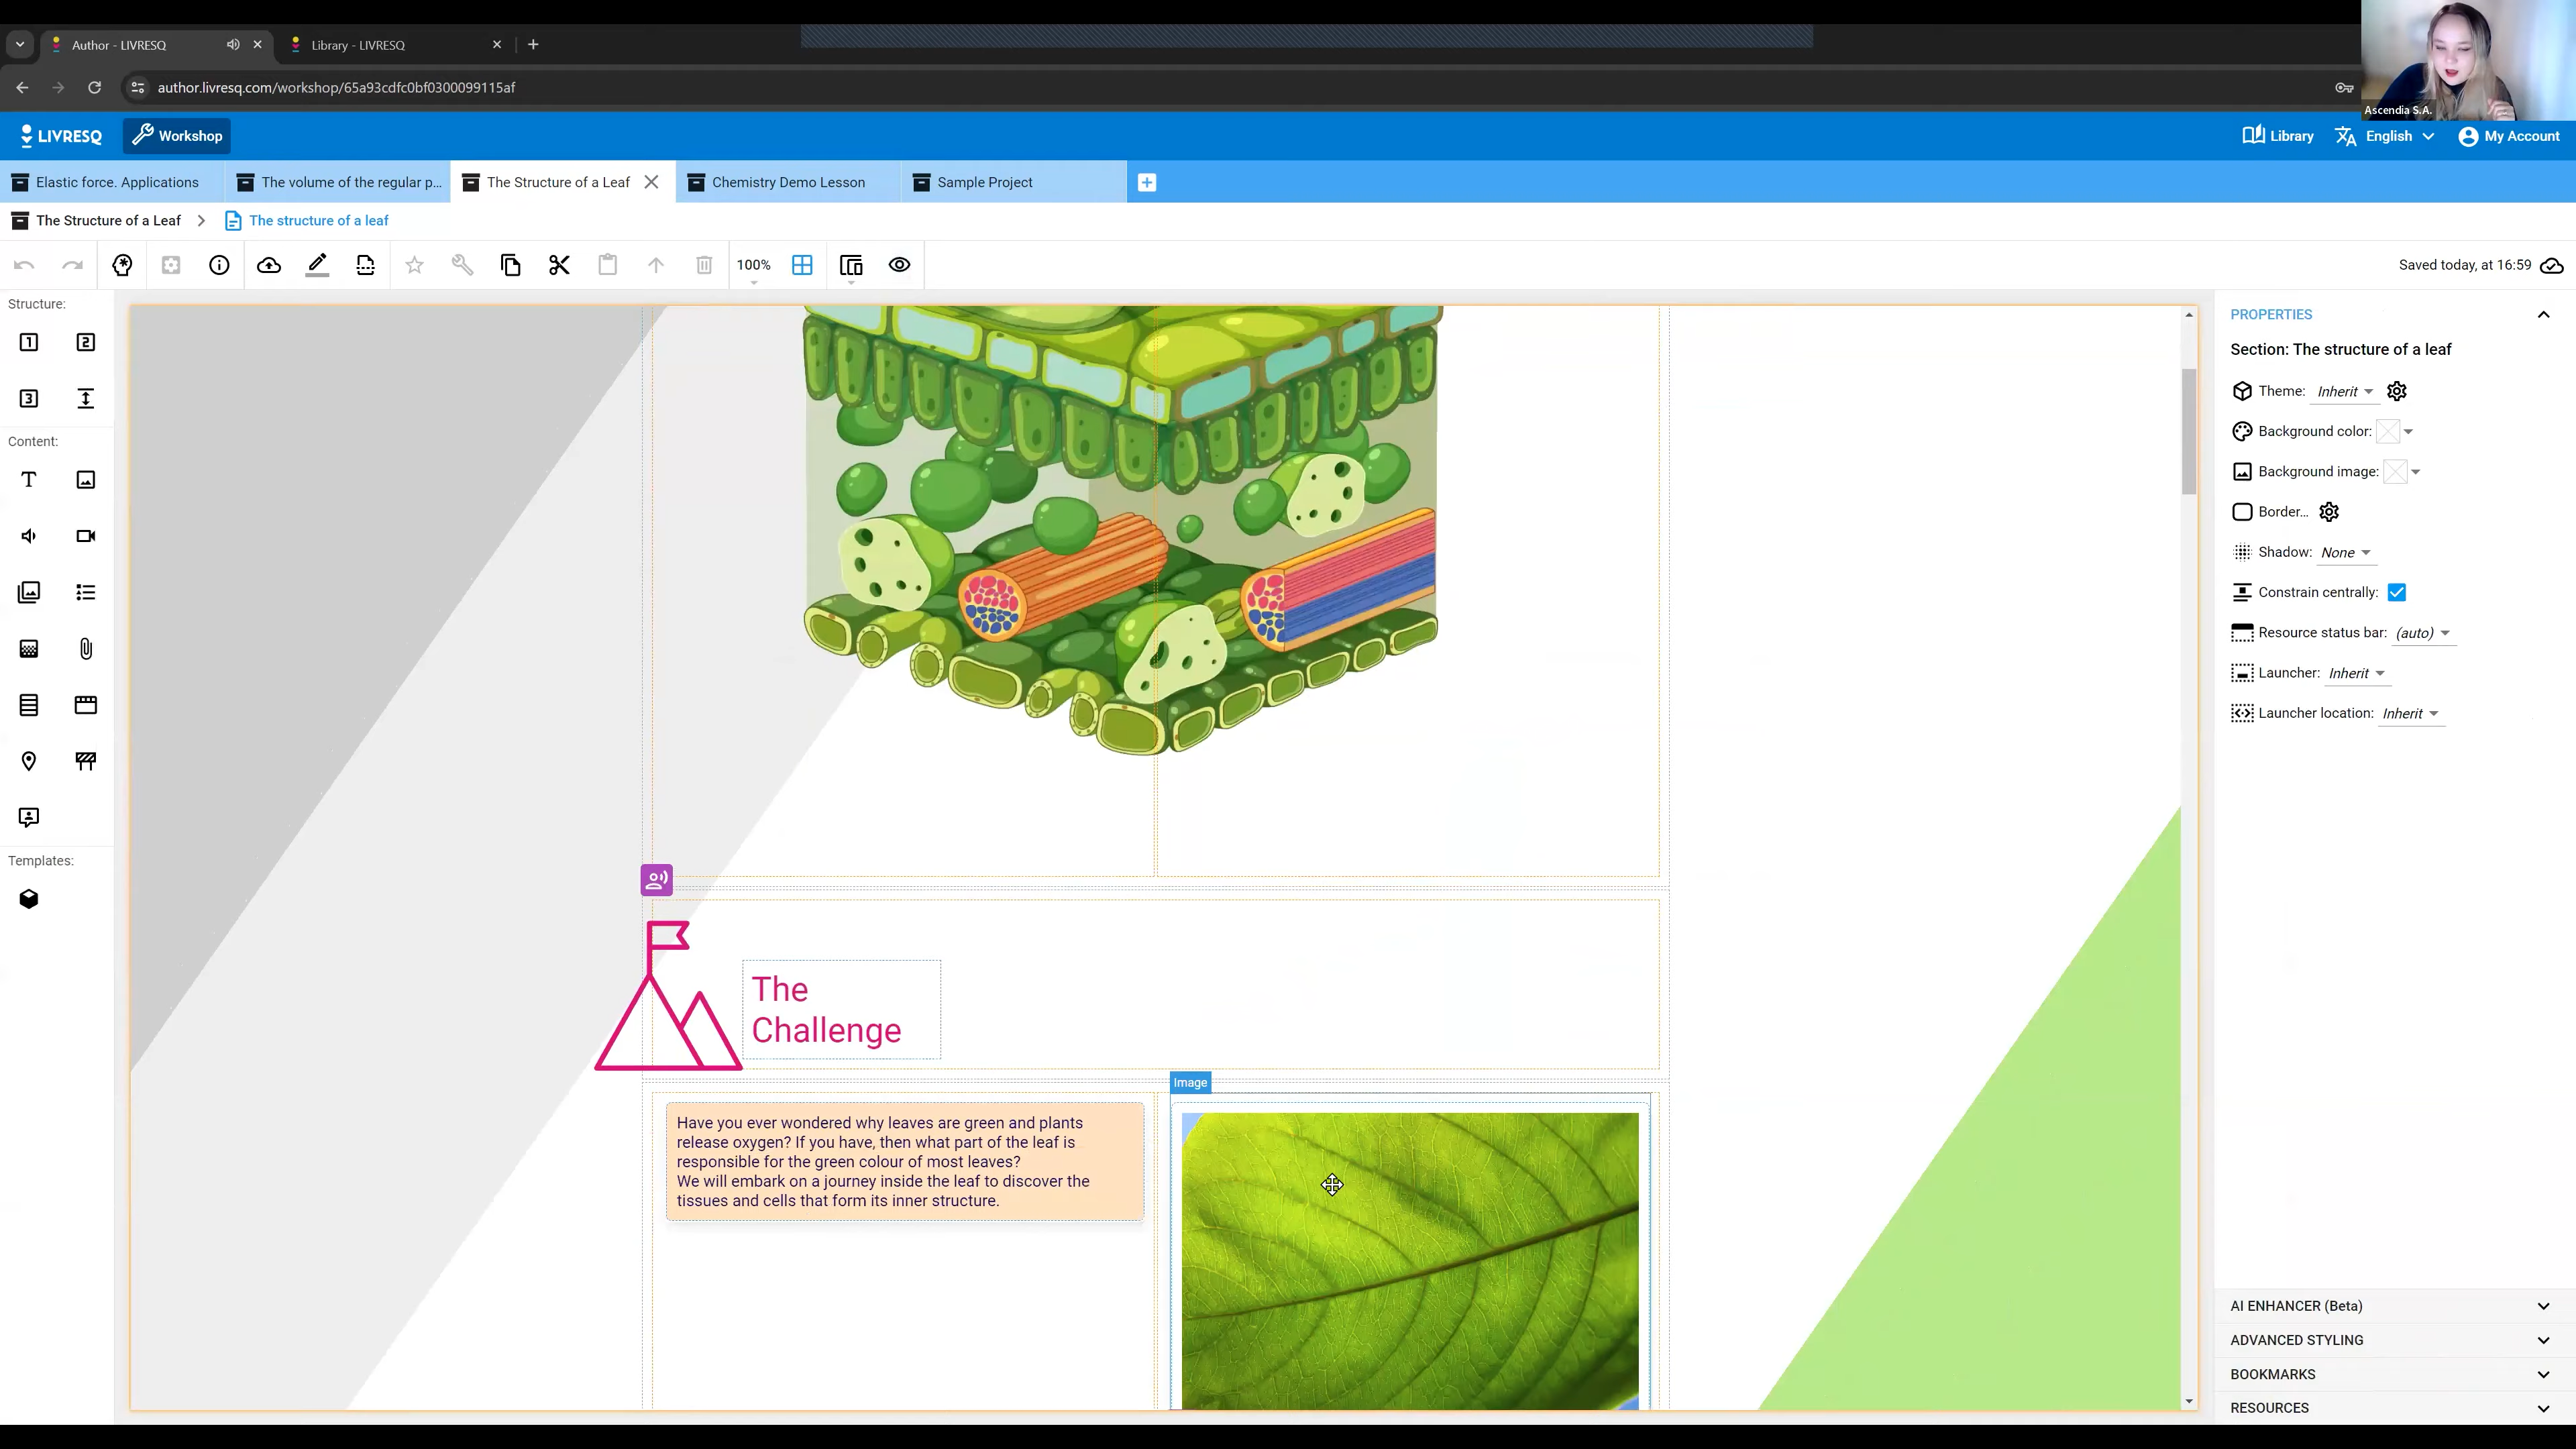 Author - LIVRESQ
Library - LIVRESQ
author.livresq.com/workshop/65a93cdfc0bf0300099115af
Ascendia S.A.
LIVRESQ
Workshop
Library
English
My Account
Elastic force. Applications
The volume of the regular p...
The Structure of a Leaf
Chemistry Demo Lesson
Sample Project
The Structure of a Leaf
The structure of a leaf
100%
Saved today, at 16:59
Structure:
1
2
3
Content:
T
Templates:
The
Challenge
Image
Have you ever wondered why leaves are green and plants
release oxygen? If you have, then what part of the leaf is
responsible for the green colour of most leaves?
We will embark on a journey inside the leaf to discover the
tissues and cells that form its inner structure.
PROPERTIES
Section: The structure of a leaf
Theme: Inherit
Background color:
Background image:
Border...
Shadow: None
Constrain centrally:
Resource status bar: (auto)
Launcher: Inherit
Launcher location: Inherit
AI ENHANCER (Beta)
ADVANCED STYLING
BOOKMARKS
RESOURCES